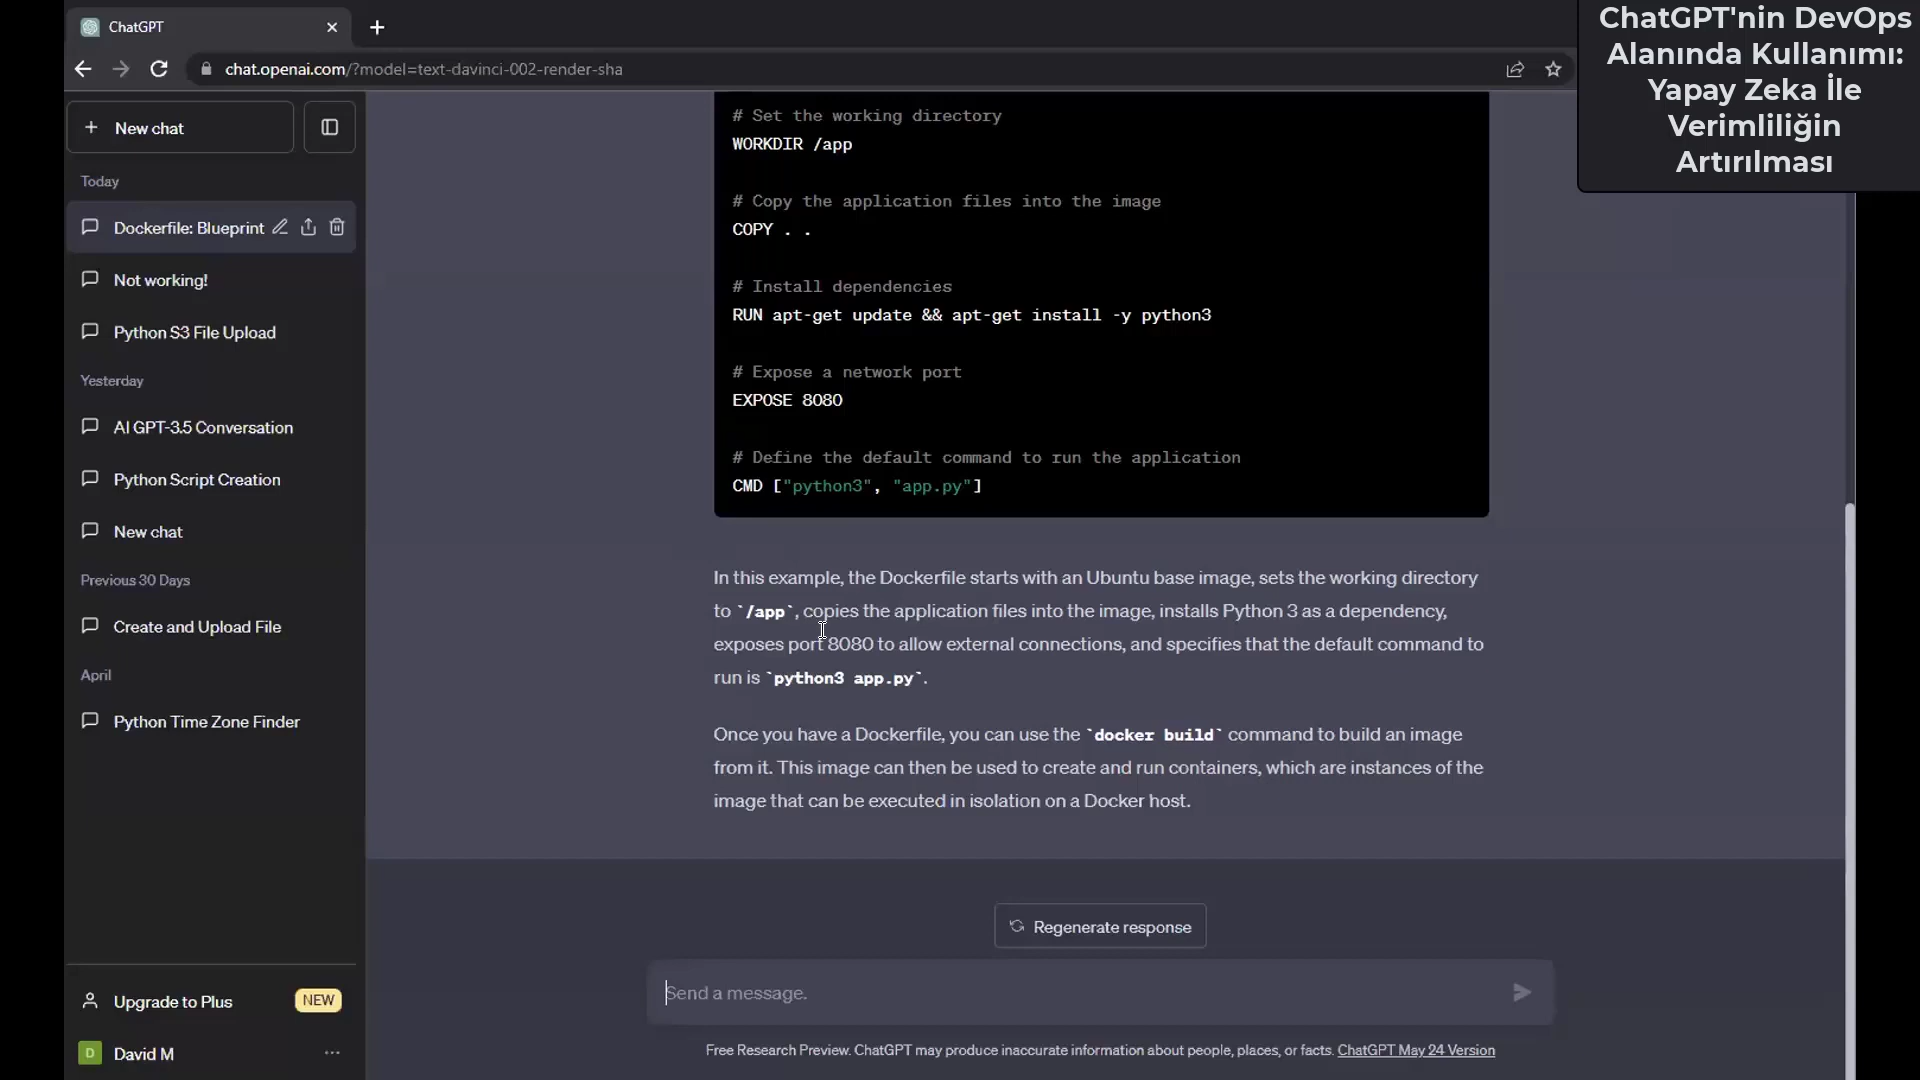 ChatGPT
chat.openai.com/?model=text-davinci-002-render-sha
ChatGPT'nin DevOps
Alanında Kullanımı:
Yapay Zeka İle
Verimliliğin
Artırılması
New chat
Today
Dockerfile: Blueprint
Not working!
Python S3 File Upload
Yesterday
AI GPT-3.5 Conversation
Python Script Creation
New chat
Previous 30 Days
Create and Upload File
April
Python Time Zone Finder
Upgrade to Plus
NEW
D
David M
# Set the working directory
WORKDIR /app
# Copy the application files into the image
COPY . .
# Install dependencies
RUN apt-get update && apt-get install -y python3
# Expose a network port
EXPOSE 8080
# Define the default command to run the application
CMD ["python3", "app.py"]
In this example, the Dockerfile starts with an Ubuntu base image, sets the working directory
to `/app`, copies the application files into the image, installs Python 3 as a dependency,
exposes port 8080 to allow external connections, and specifies that the default command to
run is `python3 app.py`.
Once you have a Dockerfile, you can use the `docker build` command to build an image
from it. This image can then be used to create and run containers, which are instances of the
image that can be executed in isolation on a Docker host.
Regenerate response
Send a message.
Free Research Preview. ChatGPT may produce inaccurate information about people, places, or facts. ChatGPT May 24 Version